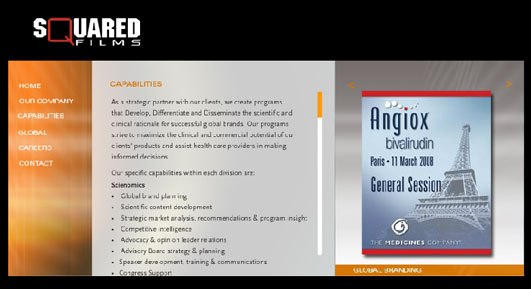 SQUARED
FILMS
HOME
OUR COMPANY
CAPABILITIES
GLOBAL
CAREERS
CONTACT
CAPABILITIES
As a strategic partner with our clients, we create programs
that Develop, Differentiate and Disseminate the scientific and
clinical rationale for successful global brands. Our programs
strive to maximize the clinical and commercial potential of our
clients' products and assist health care providers in making
informed decisions.
Our specific capabilities within each division are:
Scienomics
• Global brand planning
• Scientific content development
• Strategic market analysis, recommendations & program insight
• Competitive intelligence
• Advocacy & opinion leader relations
• Advisory Board strategy & planning
• Speaker development, training & communications
• Congress Support
< >
Angiox
bivalirudin
Paris - 11 March 2008
General Session
THE MEDICINES COMPANY
GLOBAL BRANDING